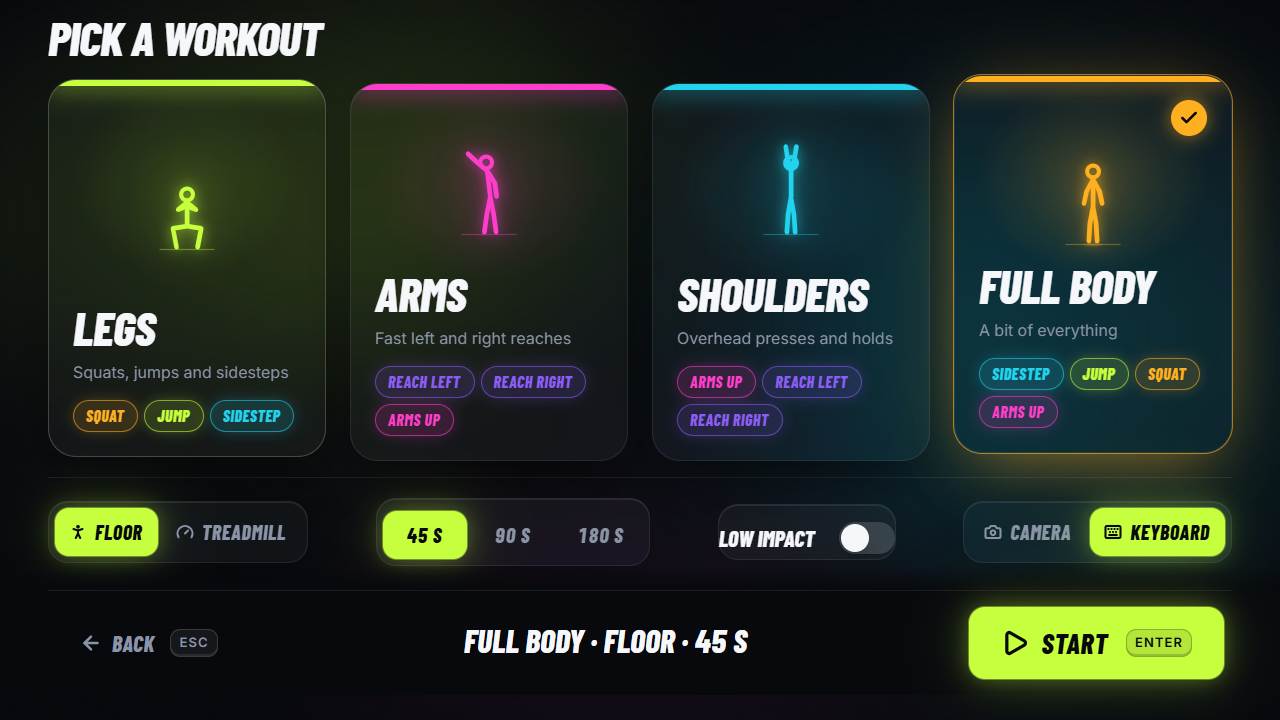 PICK A WORKOUT
LEGS
Squats, jumps and sidesteps
SQUAT JUMP SIDESTEP
ARMS
Fast left and right reaches
REACH LEFT REACH RIGHT
ARMS UP
SHOULDERS
Overhead presses and holds
ARMS UP REACH LEFT
REACH RIGHT
FULL BODY
A bit of everything
SIDESTEP JUMP SQUAT
ARMS UP
FLOOR TREADMILL
45 S 90 S 180 S
LOW IMPACT
CAMERA KEYBOARD
BACK ESC
FULL BODY · FLOOR · 45 S
START ENTER